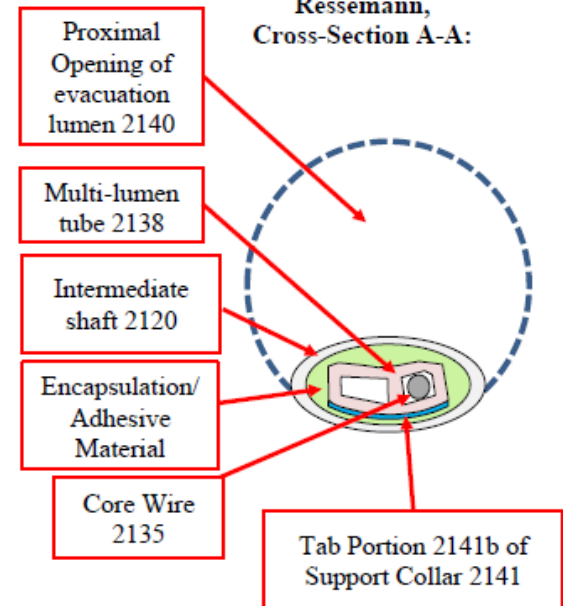 Ressemann,
Cross-Section A-A:
Proximal
Opening of
evacuation
lumen 2140
Multi-lumen
tube 2138
Intermediate
shaft 2120
Encapsulation/
Adhesive
Material
Core Wire
2135
Tab Portion 2141b of
Support Collar 2141